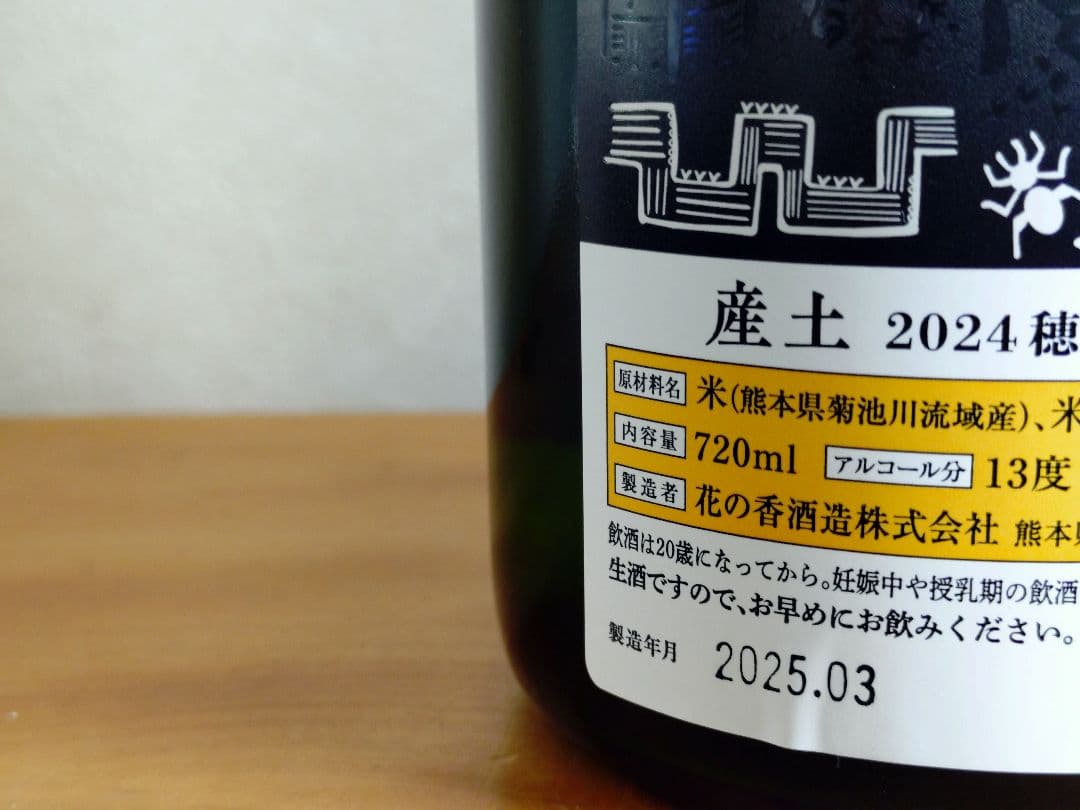 産土 2024 穂
原材料名 米(熊本県菊池川流域産)、米
内容量 720ml アルコール分 13度
製造者 花の香酒造株式会社 熊本
飲酒は20歳になってから。妊娠中や授乳期の飲酒
生酒ですので、お早めにお飲みください。
製造年月 2025.03